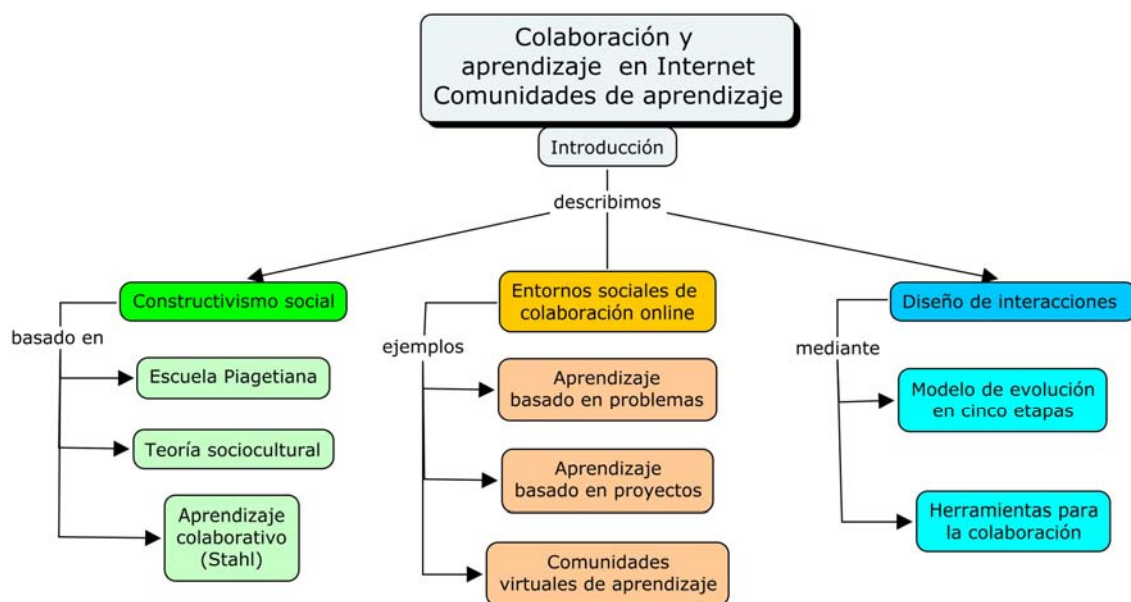 Colaboración y
aprendizaje en Internet
Comunidades de aprendizaje
Introducción
describimos
Constructivismo social
basado en
Escuela Piagetiana
Teoría sociocultural
Aprendizaje
colaborativo
(Stahl)
Entornos sociales de
colaboración online
ejemplos
Aprendizaje
basado en problemas
Aprendizaje
basado en proyectos
Comunidades
virtuales de aprendizaje
Diseño de interacciones
mediante
Modelo de evolución
en cinco etapas
Herramientas para
la colaboración